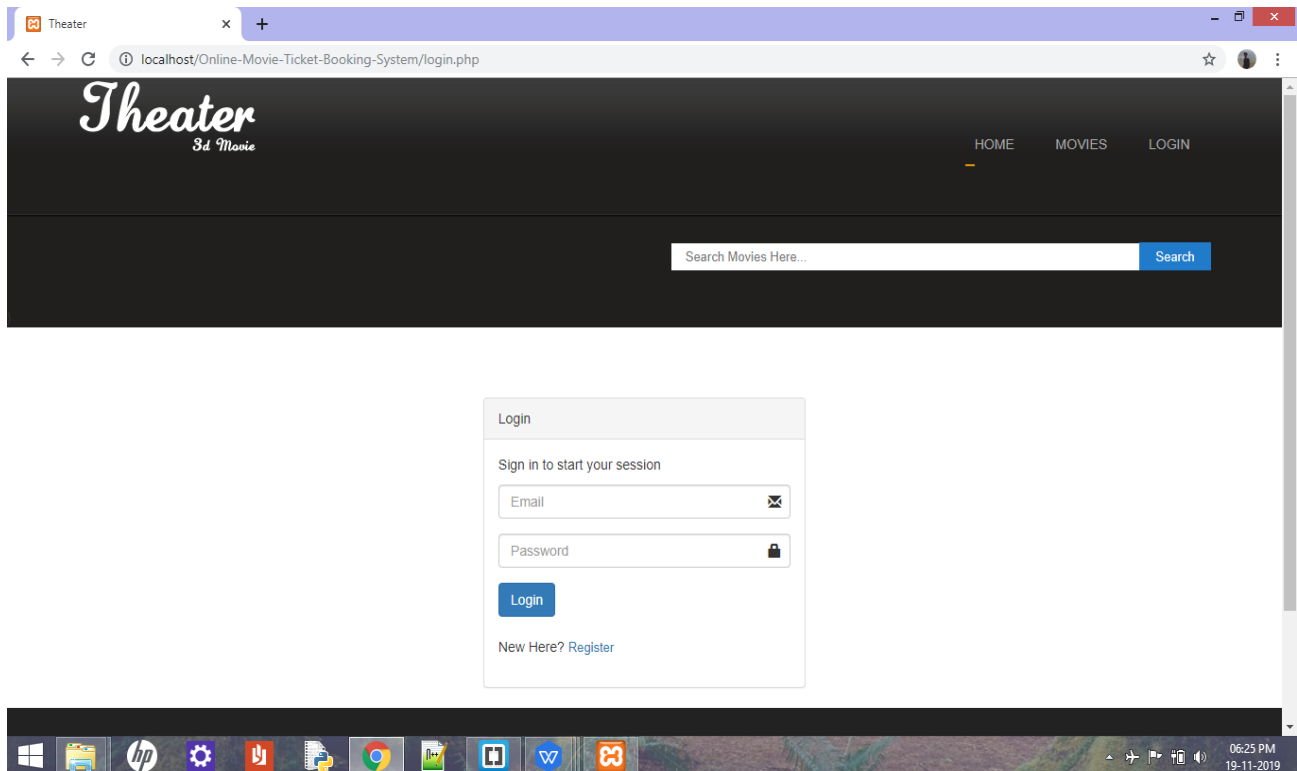 Theater
localhost/Online-Movie-Ticket-Booking-System/login.php
Theater
3d Movie
HOME MOVIES LOGIN
Search Movies Here... Search
Login
Sign in to start your session
Email
Password
Login
New Here? Register
hp
06:25 PM
19-11-2019